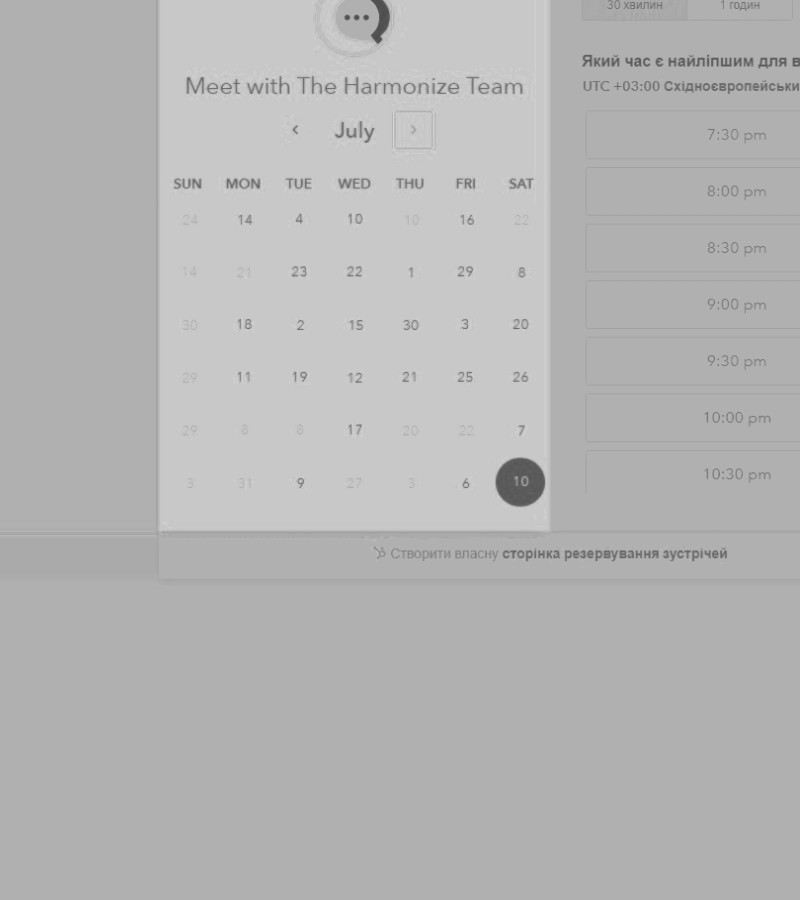 30 хвилин 1 годин
Meet with The Harmonize Team
Який час є найліпшим для в
UTC +03:00 Східноєвропейськи
July
SUN MON TUE WED THU FRI SAT
24 14 4 10 10 16 22
14 21 23 22 1 29 8
30 18 2 15 30 3 20
29 11 19 12 21 25 26
29 8 8 17 20 22 7
3 31 9 27 3 6 10
7:30 pm
8:00 pm
8:30 pm
9:00 pm
9:30 pm
10:00 pm
10:30 pm
Створити власну сторінка резервування зустрічей